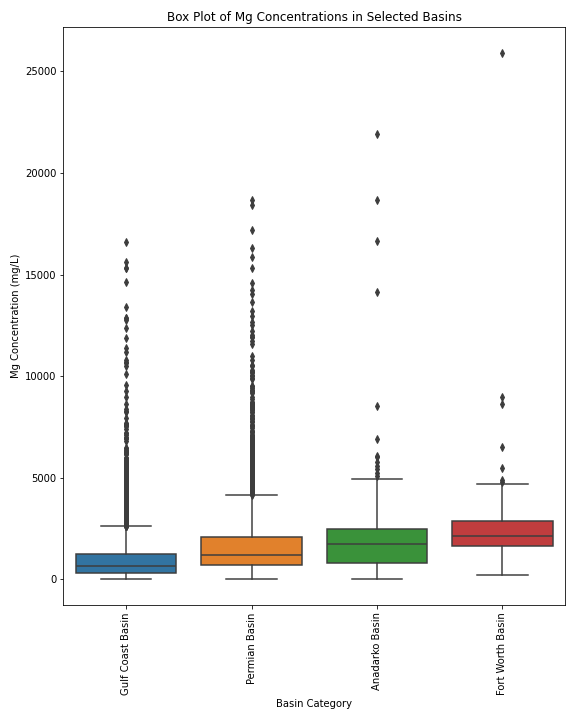 Box Plot of Mg Concentrations in Selected Basins
25000
20000
15000
10000
5000
0
Mg Concentration (mg/L)
Gulf Coast Basin
Permian Basin
Anadarko Basin
Fort Worth Basin
Basin Category